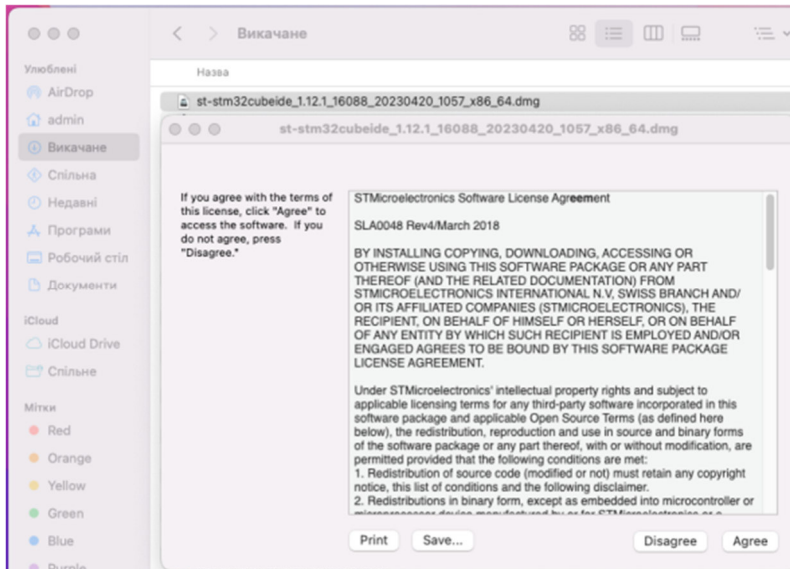 Викачане
Улюблені
AirDrop
admin
Викачане
Спільна
Недавні
Програми
Робочий стіл
Документи
iCloud
iCloud Drive
Спільне
Мітки
Red
Orange
Yellow
Green
Blue
Purple
Назва
st-stm32cubeide_1.12.1_16088_20230420_1057_x86_64.dmg
st-stm32cubeide_1.12.1_16088_20230420_1057_x86_64.dmg
If you agree with the terms of
this license, click "Agree" to
access the software. If you
do not agree, press
"Disagree."
STMicroelectronics Software License Agreement
SLA0048 Rev4/March 2018
BY INSTALLING COPYING, DOWNLOADING, ACCESSING OR
OTHERWISE USING THIS SOFTWARE PACKAGE OR ANY PART
THEREOF (AND THE RELATED DOCUMENTATION) FROM
STMICROELECTRONICS INTERNATIONAL N.V, SWISS BRANCH AND/
OR ITS AFFILIATED COMPANIES (STMICROELECTRONICS), THE
RECIPIENT, ON BEHALF OF HIMSELF OR HERSELF, OR ON BEHALF
OF ANY ENTITY BY WHICH SUCH RECIPIENT IS EMPLOYED AND/OR
ENGAGED AGREES TO BE BOUND BY THIS SOFTWARE PACKAGE
LICENSE AGREEMENT.
Under STMicroelectronics' intellectual property rights and subject to
applicable licensing terms for any third-party software incorporated in this
software package and applicable Open Source Terms (as defined here
below), the redistribution, reproduction and use in source and binary forms
of the software package or any part thereof, with or without modification, are
permitted provided that the following conditions are met:
1. Redistribution of source code (modified or not) must retain any copyright
notice, this list of conditions and the following disclaimer.
2. Redistributions in binary form, except as embedded into microcontroller or
microprocessor device manufactured by or for STMicroelectronics or a
Print
Save...
Disagree
Agree